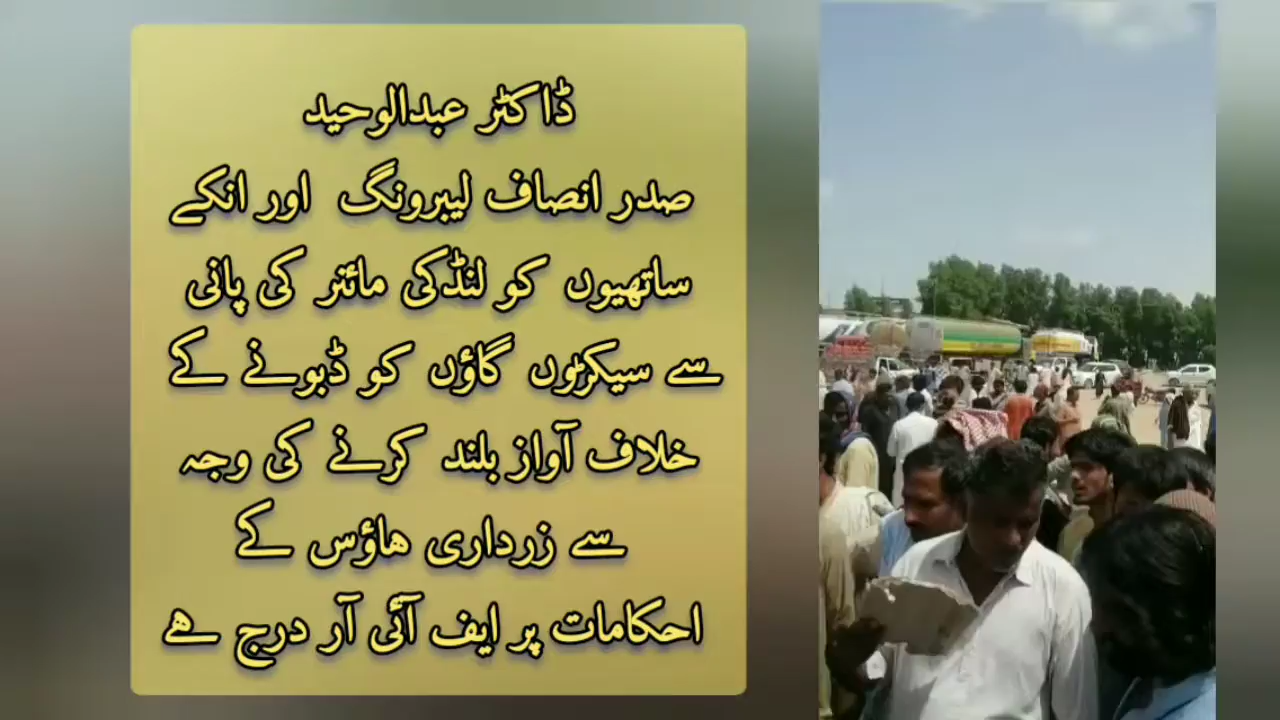 ڈاکٹر عبدالوحید
صدر انصاف لیبرونگ اور انکے
ساتھیوں کو لنڈکی مائنر کی پانی
سے سیکڑوں گاؤں کو ڈبونے کے
خلاف آواز بلند کرنے کی وجہ
سے زرداری ھاؤس کے
احکامات پر ایف آئی آر درج ہے